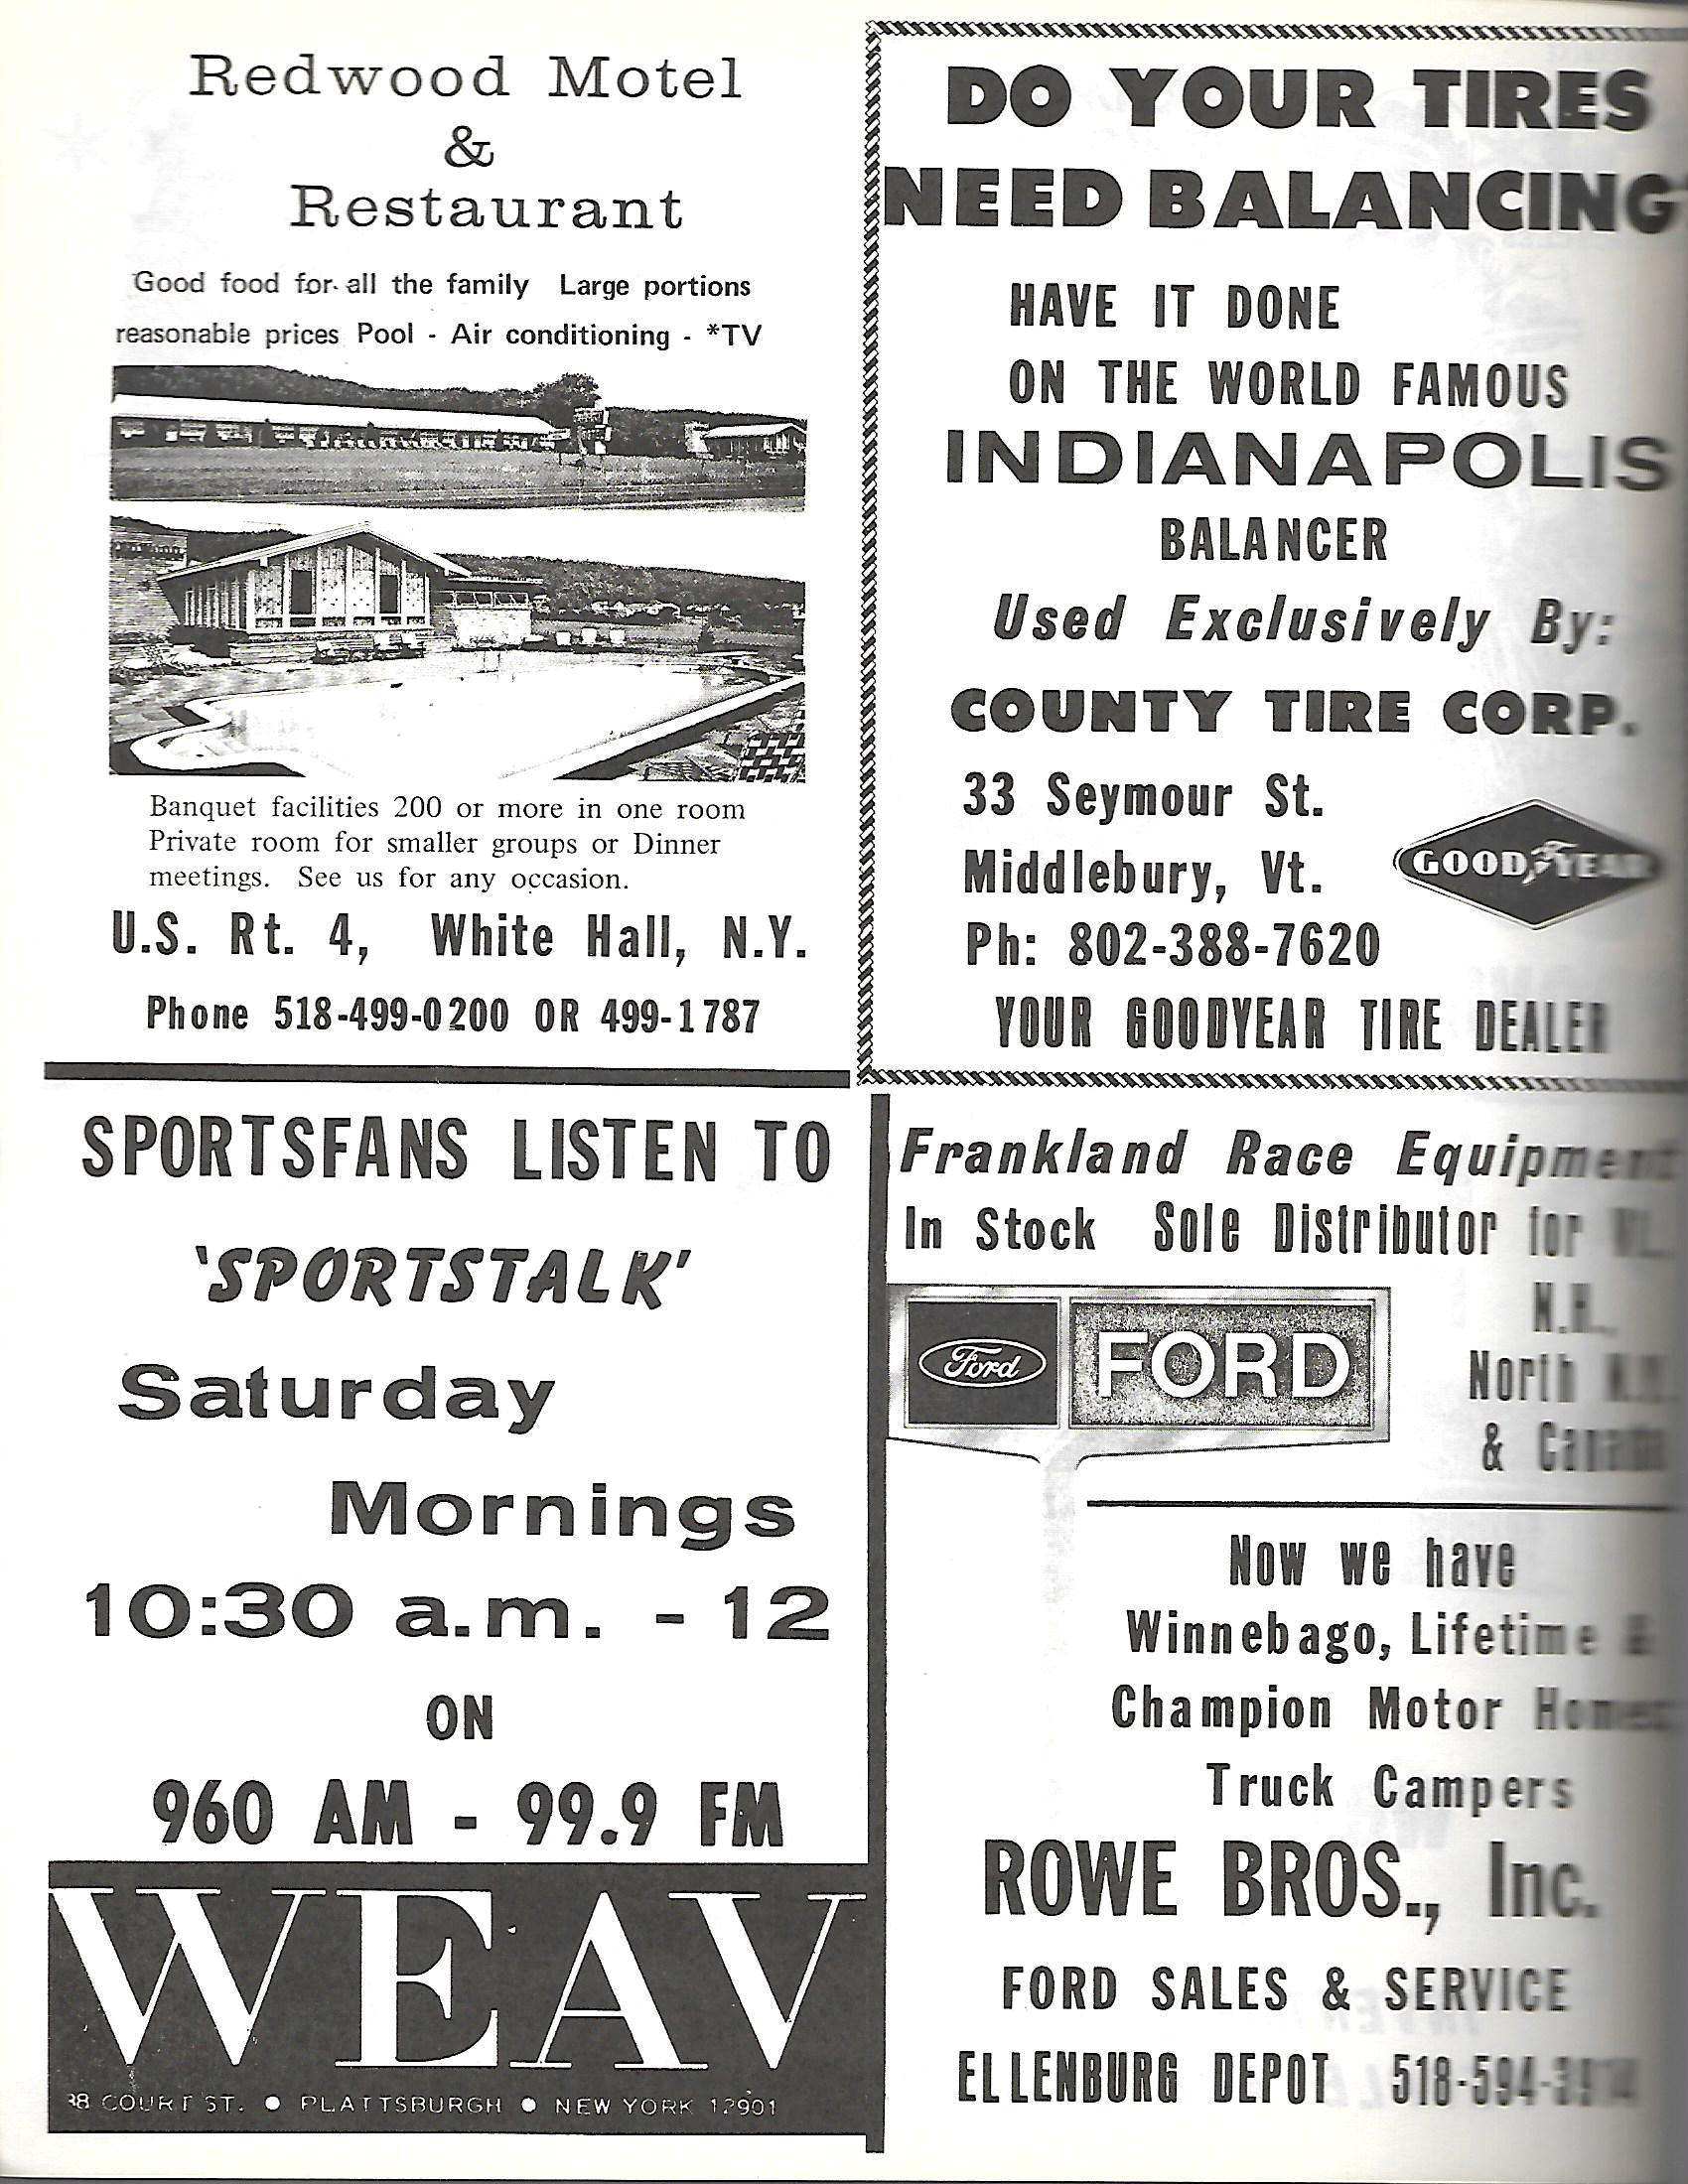 Redwood Motel
&
Restaurant
Good food for all the family Large portions
reasonable prices Pool - Air conditioning - *TV
Banquet facilities 200 or more in one room
Private room for smaller groups or Dinner
meetings. See us for any occasion.
U.S. Rt. 4, White Hall, N.Y.
Phone 518-499-0200 OR 499-1787
DO YOUR TIRES
NEED BALANCING
HAVE IT DONE
ON THE WORLD FAMOUS
INDIANAPOLIS
BALANCER
Used Exclusively By:
COUNTY TIRE CORP.
33 Seymour St.
Middlebury, Vt.
GOODYEAR
Ph: 802-388-7620
YOUR GOODYEAR TIRE DEALER
SPORTSFANS LISTEN TO
'SPORTSTALK'
Saturday
Mornings
10:30 a.m. - 12
ON
960 AM - 99.9 FM
WEAV
38 COURT ST. ● PLATTSBURGH ● NEW YORK 12901
Frankland Race Equipment
In Stock Sole Distributor for Vt.,
N.H.,
Ford FORD
North
& Canada
Now we have
Winnebago, Lifetime &
Champion Motor Homes
Truck Campers
ROWE BROS., Inc.
FORD SALES & SERVICE
ELLENBURG DEPOT